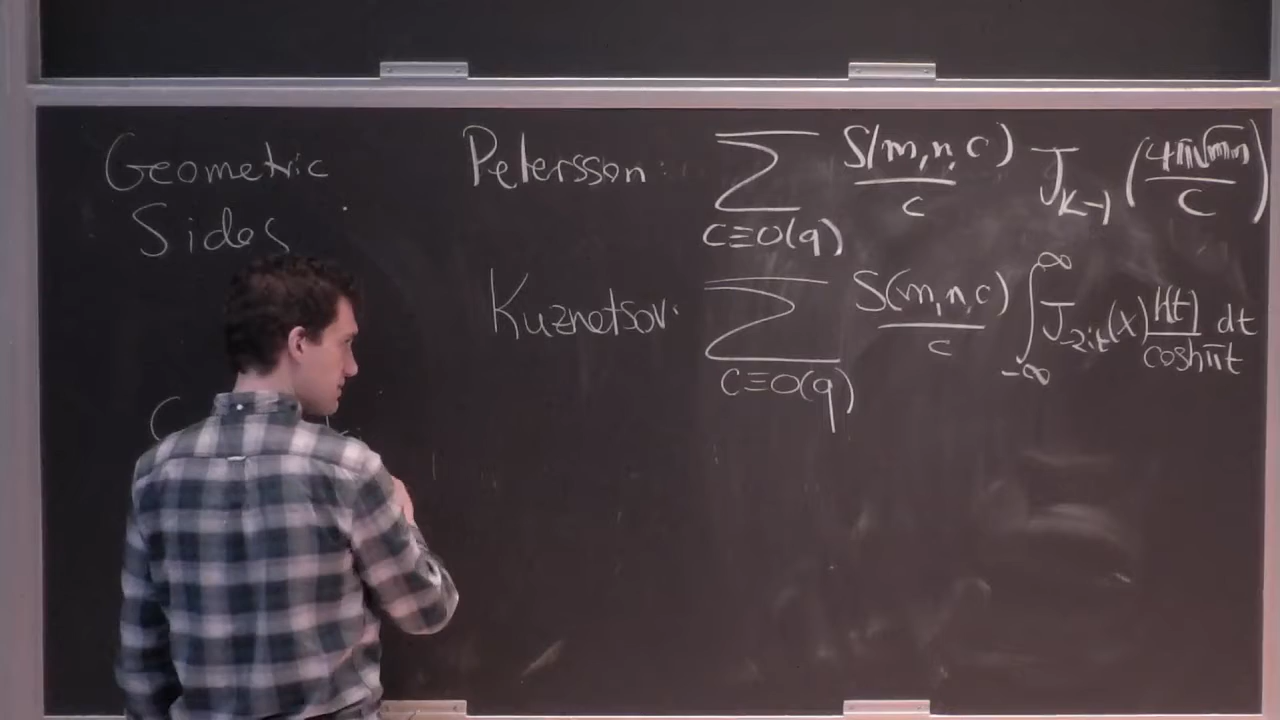 Geometric
Sides
Petersson: ∑_{c≡0(q)} S(m,n,c)/c J_{k-1} (4π√mn/c)
Kuznetsov: ∑_{c≡0(q)} S(m,n,c)/c ∫_{-∞}^{∞} J_{2it}(x) h(t)/cosh πt dt